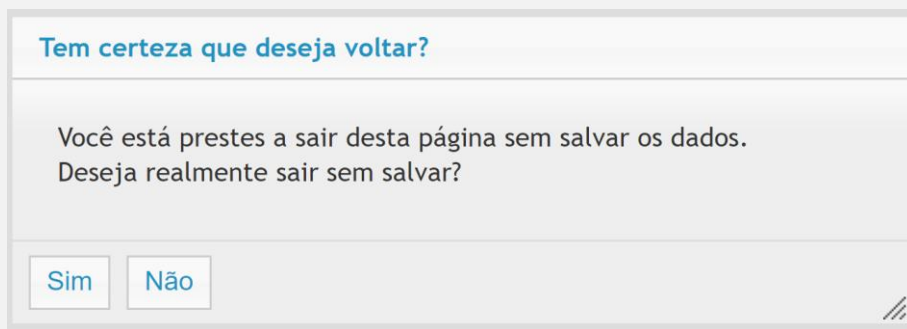 Tem certeza que deseja voltar?
Você está prestes a sair desta página sem salvar os dados.
Deseja realmente sair sem salvar?
Sim Não